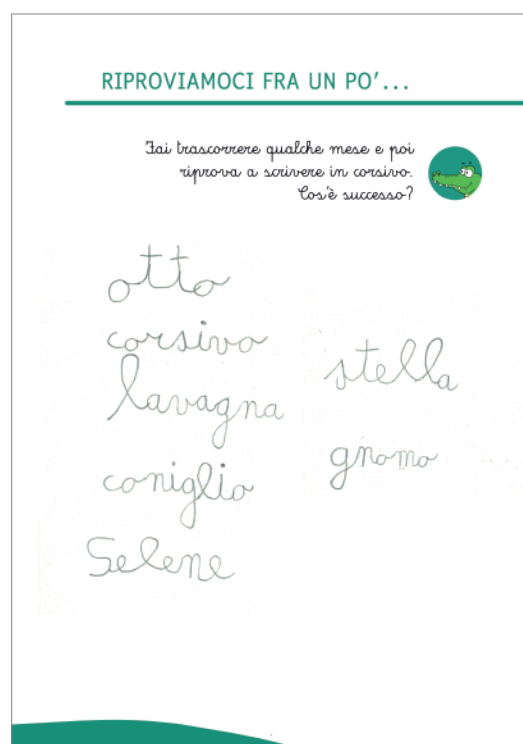 RIPROVIAMOCI FRA UN PO'...
Fai trascorrere qualche mese e poi
riprova a scrivere in corsivo.
Cos'è successo?
otto
corsivo
lavagna
coniglio
Selene
stella
gnomo